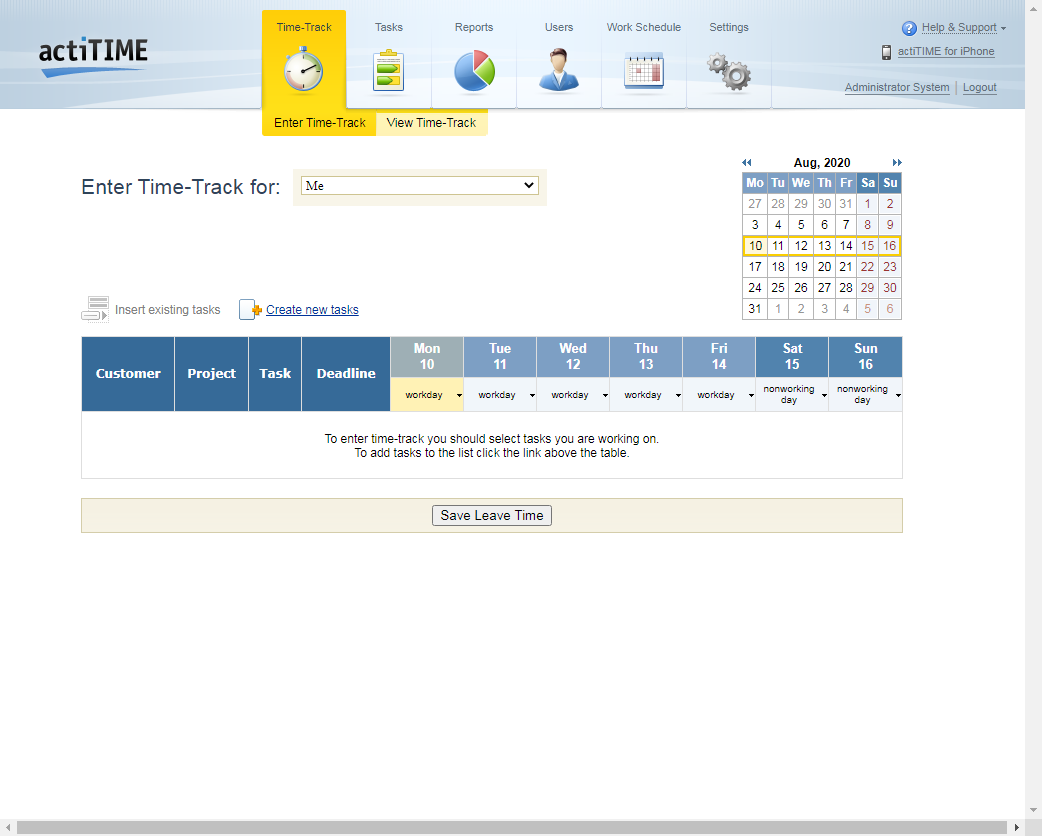 actiTIME
Time-Track
Tasks
Reports
Users
Work Schedule
Settings
? Help & Support
actiTIME for iPhone
Administrator System | Logout
Enter Time-Track
View Time-Track
Enter Time-Track for:
Me
Aug, 2020
Mo Tu We Th Fr Sa Su
27 28 29 30 31 1 2
3 4 5 6 7 8 9
10 11 12 13 14 15 16
17 18 19 20 21 22 23
24 25 26 27 28 29 30
31 1 2 3 4 5 6
Insert existing tasks
Create new tasks
Customer Project Task Deadline
Mon 10
Tue 11
Wed 12
Thu 13
Fri 14
Sat 15
Sun 16
workday workday workday workday workday nonworking day nonworking day
To enter time-track you should select tasks you are working on.
To add tasks to the list click the link above the table.
Save Leave Time